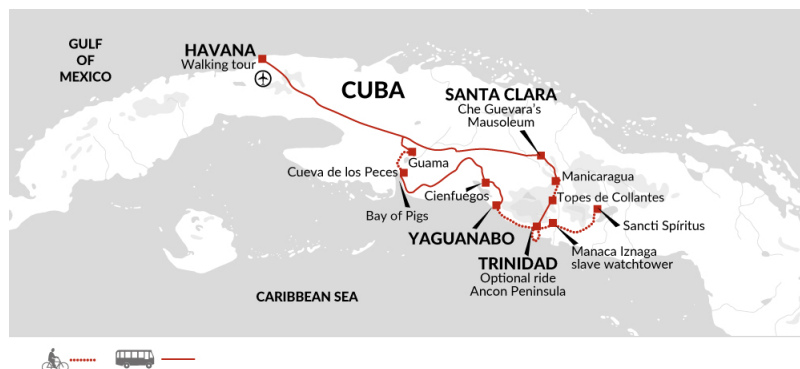 GULF
OF
MEXICO
HAVANA
Walking tour
CUBA
SANTA CLARA
Che Guevara's
Mausoleum
Guama
Cueva de los Peces
Manicaragua
Cienfuegos
Topes de Collantes
Bay of Pigs
Sancti Spíritus
YAGUANABO
Manaca Iznaga
slave watchtower
TRINIDAD
Optional ride
Ancon Peninsula
CARIBBEAN SEA